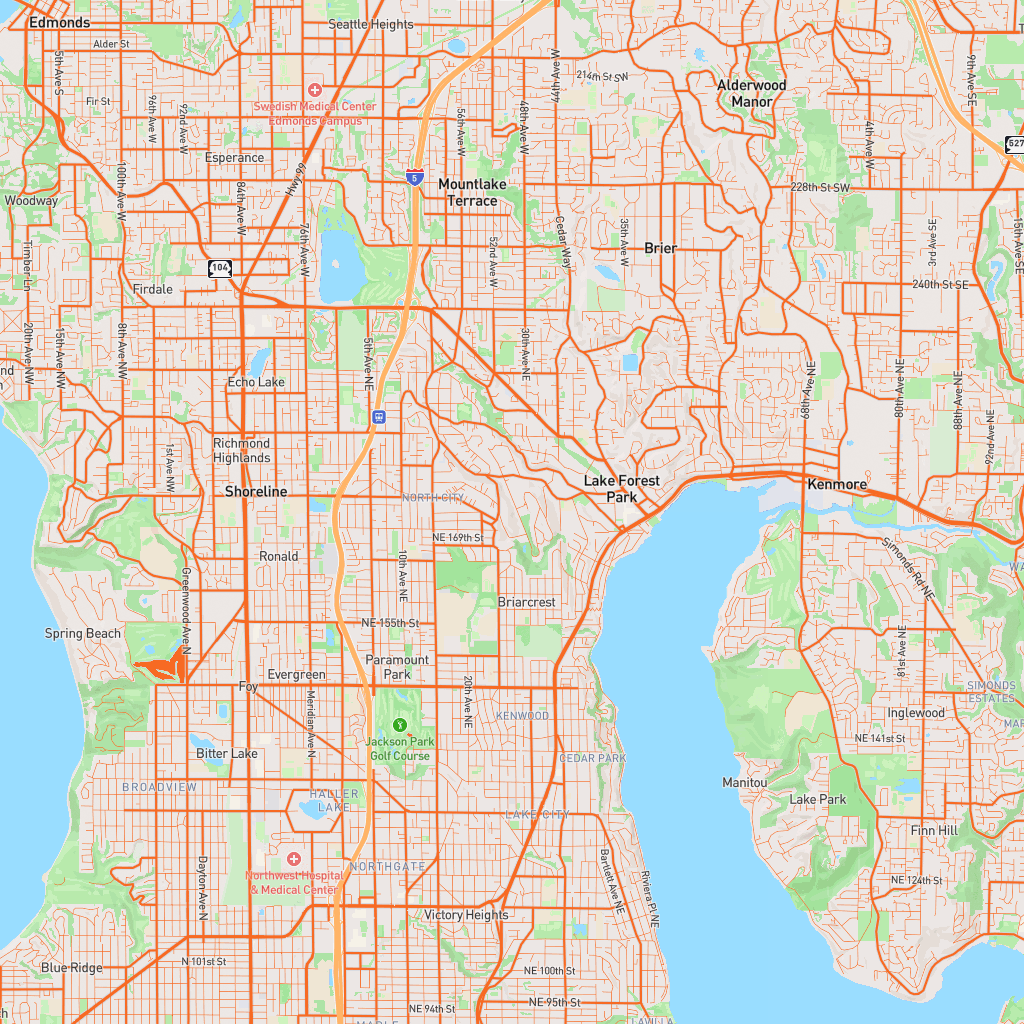 Edmonds
Seattle Heights
Alder St
5th Ave S
44th Ave W
214th St SW
Alderwood
Manor
9th Ave SE
Swedish Medical Center
Edmonds Campus
Fir St
96th Ave W
92nd Ave W
56th Ave W
48th Ave W
4th Ave W
527
Esperance
Hwy 99
5
Mountlake
Terrace
228th St SW
100th Ave W
84th Ave W
Woodway
76th Ave W
52nd Ave W
Cedar Way
35th Ave W
Brier
3rd Ave SE
15th Ave SE
Timber Ln
104
Firdale
240th St SE
20th Ave NW
15th Ave NW
8th Ave NW
5th Ave NE
30th Ave NE
Echo Lake
68th Ave NE
80th Ave NE
88th Ave NE
92nd Ave NE
Richmond
Highlands
1st Ave NW
Shoreline
NORTH CITY
Lake Forest
Park
Kenmore
NE 169th St
Ronald
10th Ave NE
Simonds Rd NE
Greenwood Ave N
Briarcrest
Spring Beach
NE 155th St
81st Ave NE
Paramount
Park
Evergreen
Foy
Meridian Ave N
20th Ave NE
KENWOOD
SIMONDS
ESTATES
Inglewood
Jackson Park
Golf Course
NE 141st St
Bitter Lake
CEDAR PARK
Manitou
BROADVIEW
HALLER
LAKE
Lake Park
LAKE CITY
Finn Hill
Dayton Ave N
Northwest Hospital
& Medical Center
NORTHGATE
Bartlett Ave NE
Riviera Pl NE
NE 124th St
Victory Heights
N 101st St
Blue Ridge
NE 100th St
NE 95th St
NE 94th St
MAPLE